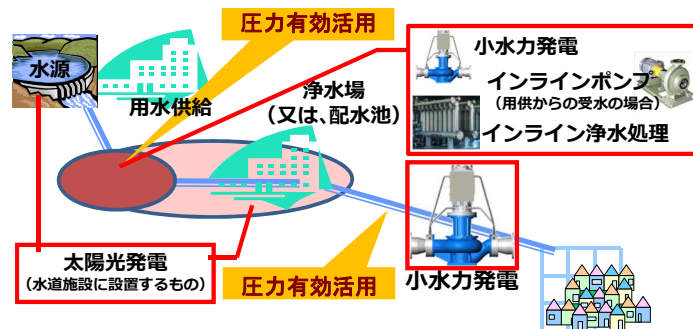 圧力有効活用
水源
用水供給
浄水場
（又は、配水池）
小水力発電
インラインポンプ
（用供からの受水の場合）
インライン浄水処理
太陽光発電
（水道施設に設置するもの）
圧力有効活用
小水力発電